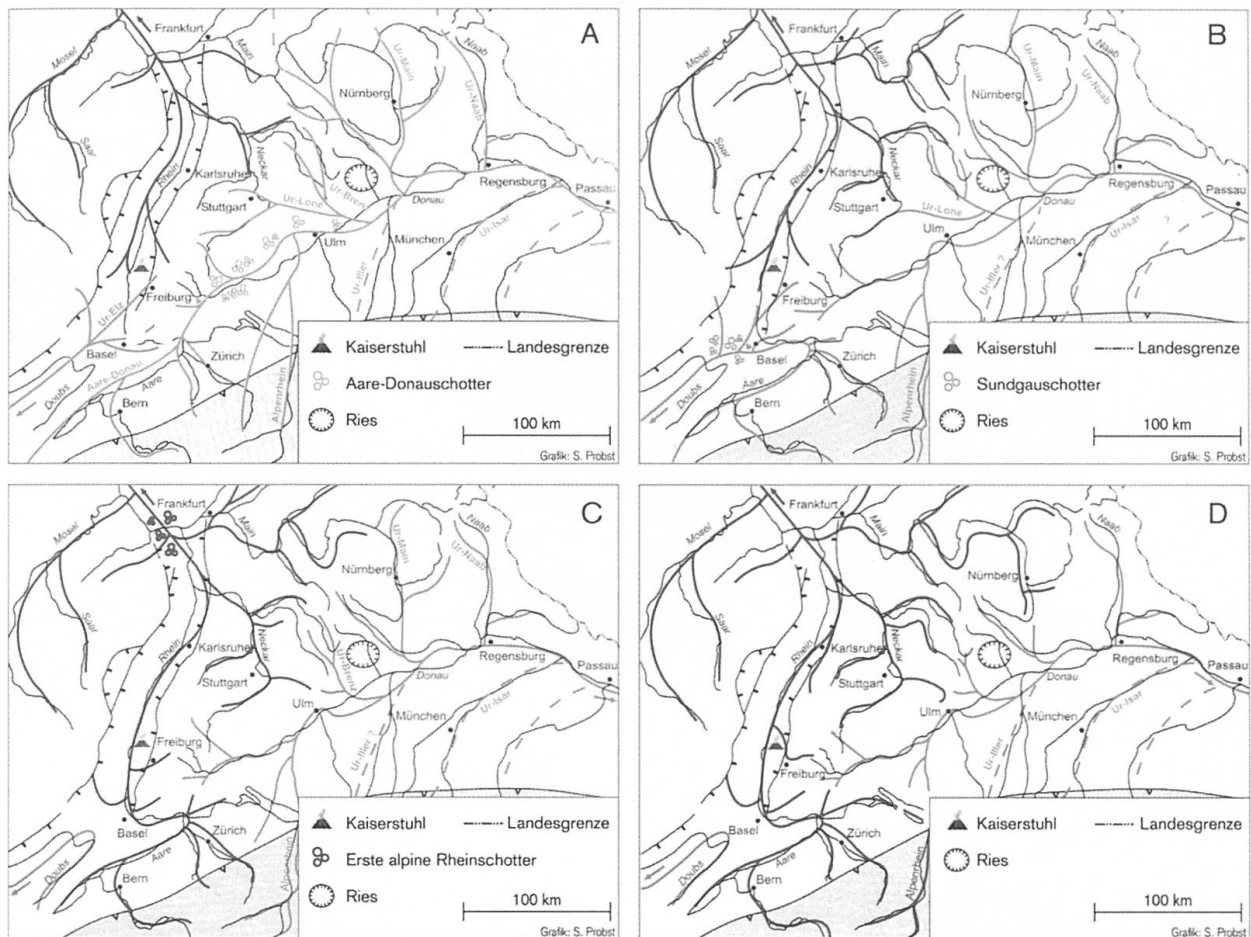 A
Frankfurt
Mosel
Main
Ur-Main
Naab
Nürnberg
Ur-Naab
Saar
Rhein
Neckar
Karlsruhe
Stuttgart
Ur-Lone
Ur-Brenz
Donau
Regensburg
Passau
Ulm
München
Ur-Isar
Ur-Iller
Freiburg
Ur-Elz
Basel
Zürich
Aare-Donau
Doubs
Aare
Bern
Alpenrhein
Kaiserstuhl
Landesgrenze
Aare-Donauschotter
Ries
100 km
Grafik: S. Probst
B
Frankfurt
Mosel
Main
Ur-Main
Naab
Nürnberg
Ur-Naab
Saar
Rhein
Neckar
Karlsruhe
Stuttgart
Ur-Lone
Donau
Regensburg
Passau
Ulm
München
Ur-Isar
?
Ur-Iller ?
Freiburg
Basel
Zürich
Doubs
Aare
Bern
Alpenrhein
Kaiserstuhl
Landesgrenze
Sundgauschotter
Ries
100 km
Grafik: S. Probst
C
Frankfurt
Mosel
Main
Ur-Main
Naab
Nürnberg
Ur-Naab
Saar
Rhein
Neckar
Karlsruhe
Stuttgart
Ur-Brenz
Donau
Regensburg
Passau
Ulm
München
Ur-Isar
Ur-Iller ?
Freiburg
Basel
Zürich
Doubs
Aare
Bern
Alpenrhein
Kaiserstuhl
Landesgrenze
Erste alpine Rheinschotter
Ries
100 km
Grafik: S. Probst
D
Frankfurt
Mosel
Main
Naab
Nürnberg
Saar
Rhein
Neckar
Karlsruhe
Stuttgart
Donau
Regensburg
Passau
Ulm
München
Ur-Isar
Ur-Iller
Freiburg
Basel
Zürich
Doubs
Aare
Bern
Alpenrhein
Kaiserstuhl
Landesgrenze
Ries
100 km
Grafik: S. Probst